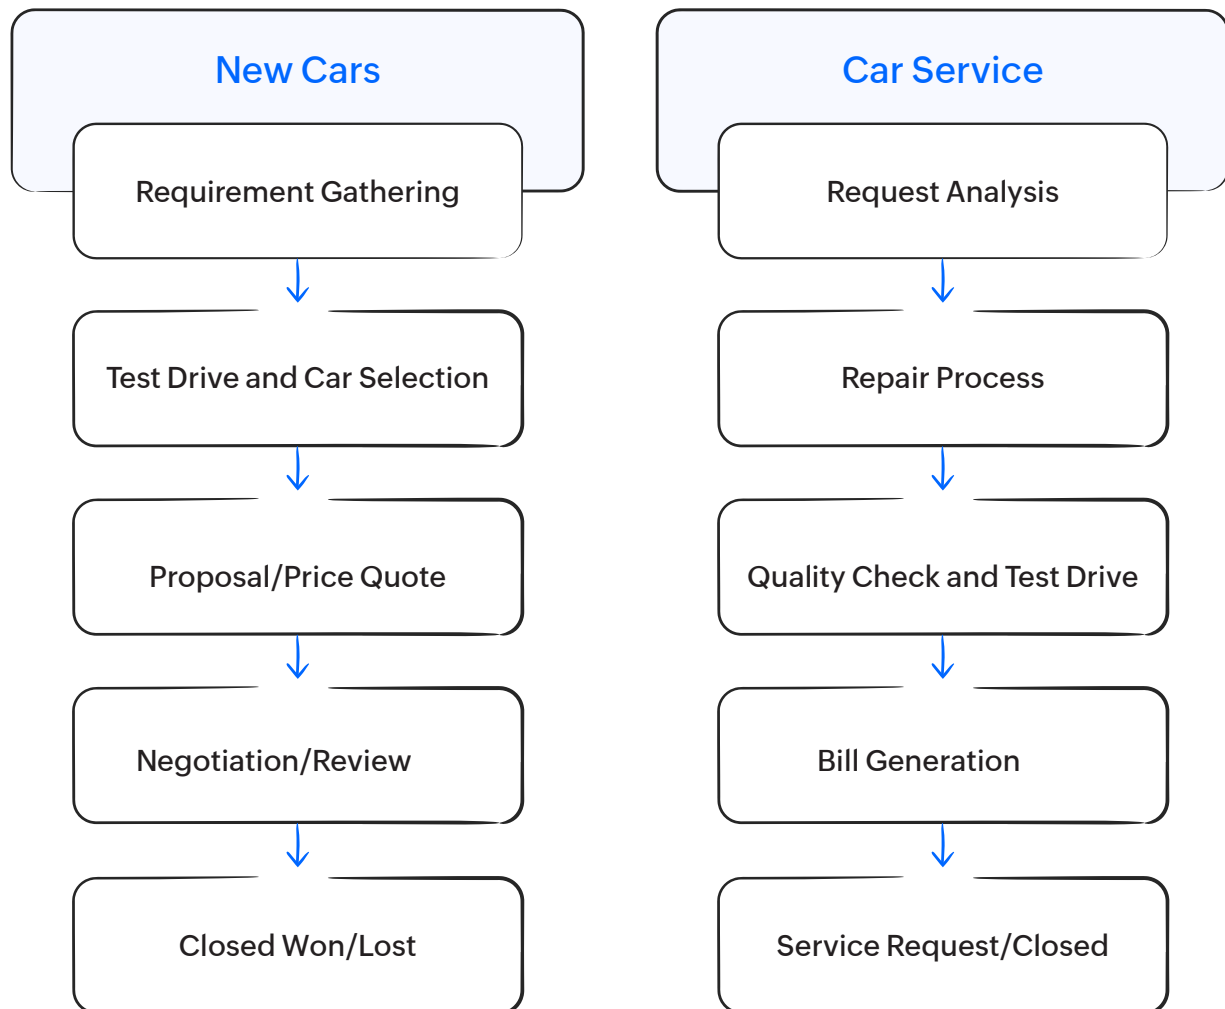 New Cars
Requirement Gathering
Test Drive and Car Selection
Proposal/Price Quote
Negotiation/Review
Closed Won/Lost
Car Service
Request Analysis
Repair Process
Quality Check and Test Drive
Bill Generation
Service Request/Closed